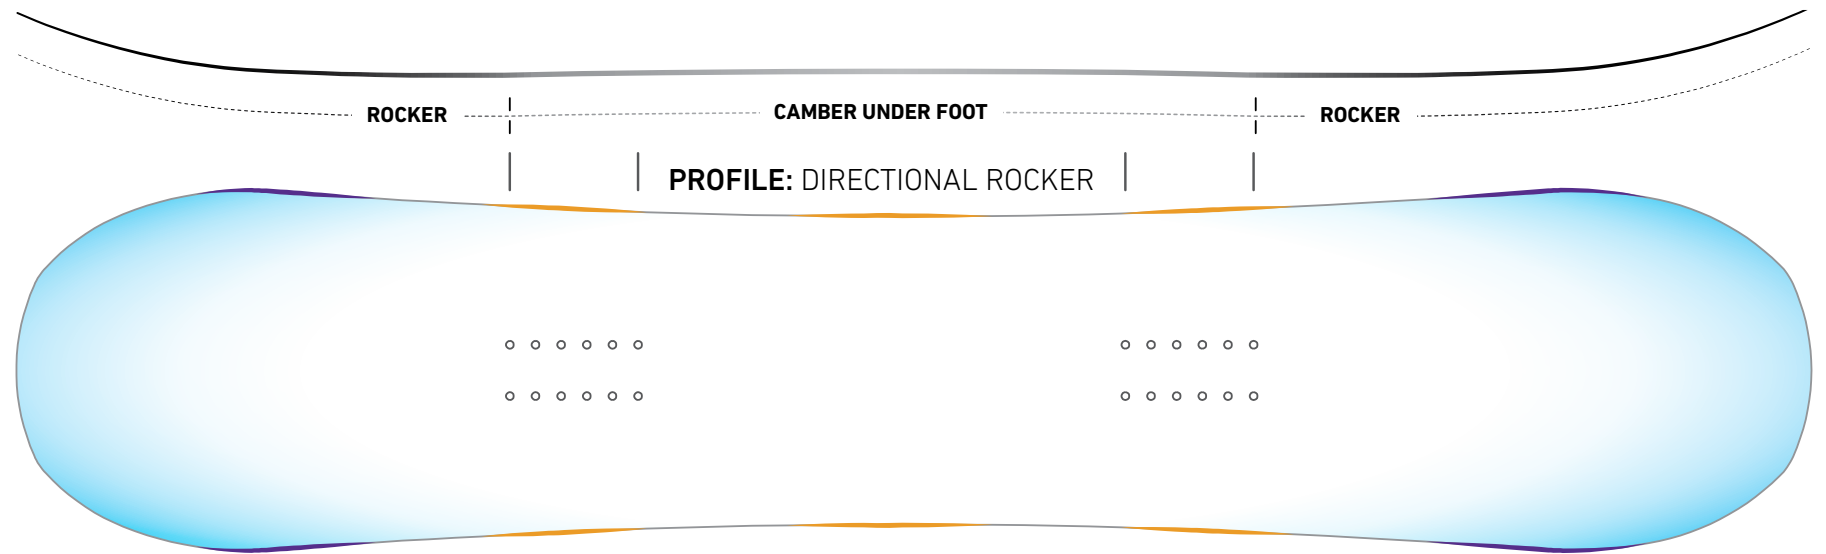 ROCKER
CAMBER UNDER FOOT
ROCKER
PROFILE: DIRECTIONAL ROCKER